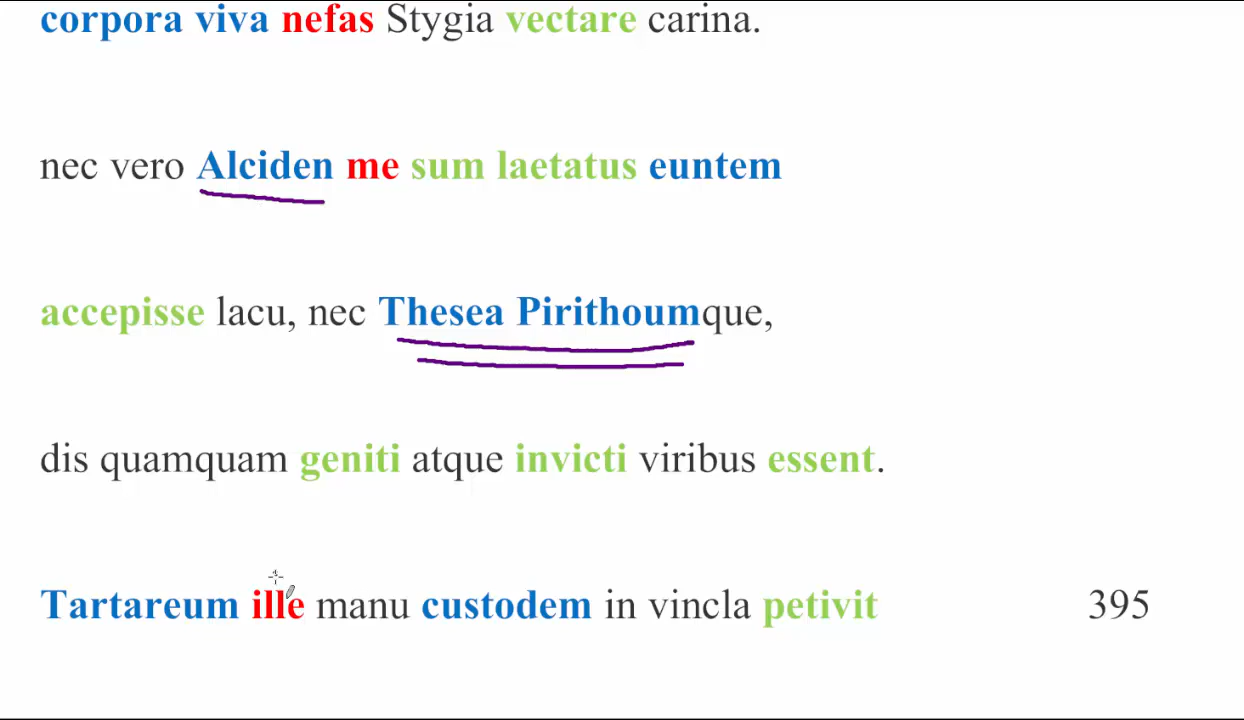 corpora viva nefas Stygia vectare carina.
nec vero Alciden me sum laetatus euntem
accepisse lacu, nec Thesea Pirithoumque,
dis quamquam geniti atque invicti viribus essent.
Tartareum ille manu custodem in vincla petivit 395